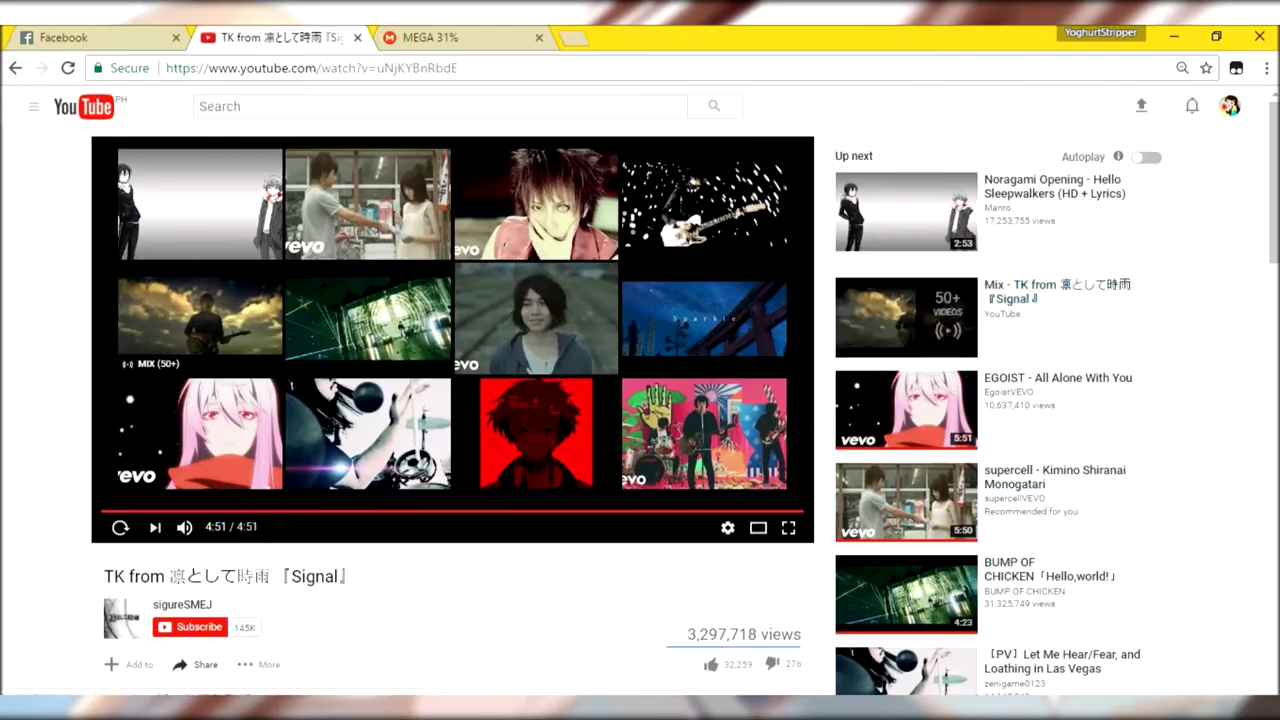 Facebook
TK from 凛として時雨『Sig
MEGA 31%
YoghurtStripper
Secure
https://www.youtube.com/watch?v=uNjKYBnRbdE
YouTube PH
Search
vevo
evo
MIX (50+)
evo
Sparkle
evo
evo
4:51 / 4:51
TK from 凛として時雨 『Signal』
sigureSMEJ
Subscribe 145K
3,297,718 views
Add to
Share
More
32,259
276
Up next
Autoplay
2:53
Noragami Opening - Hello
Sleepwalkers (HD + Lyrics)
Manro
17,253,755 views
50+
VIDEOS
Mix - TK from 凛として時雨
『Signal』
YouTube
vevo
5:51
EGOIST - All Alone With You
EgoistVEVO
10,637,410 views
vevo
5:50
supercell - Kimino Shiranai
Monogatari
supercellVEVO
Recommended for you
4:23
BUMP OF
CHICKEN「Hello,world!」
BUMP OF CHICKEN
31,325,749 views
［PV］Let Me Hear/Fear, and
Loathing in Las Vegas
zenigame0123